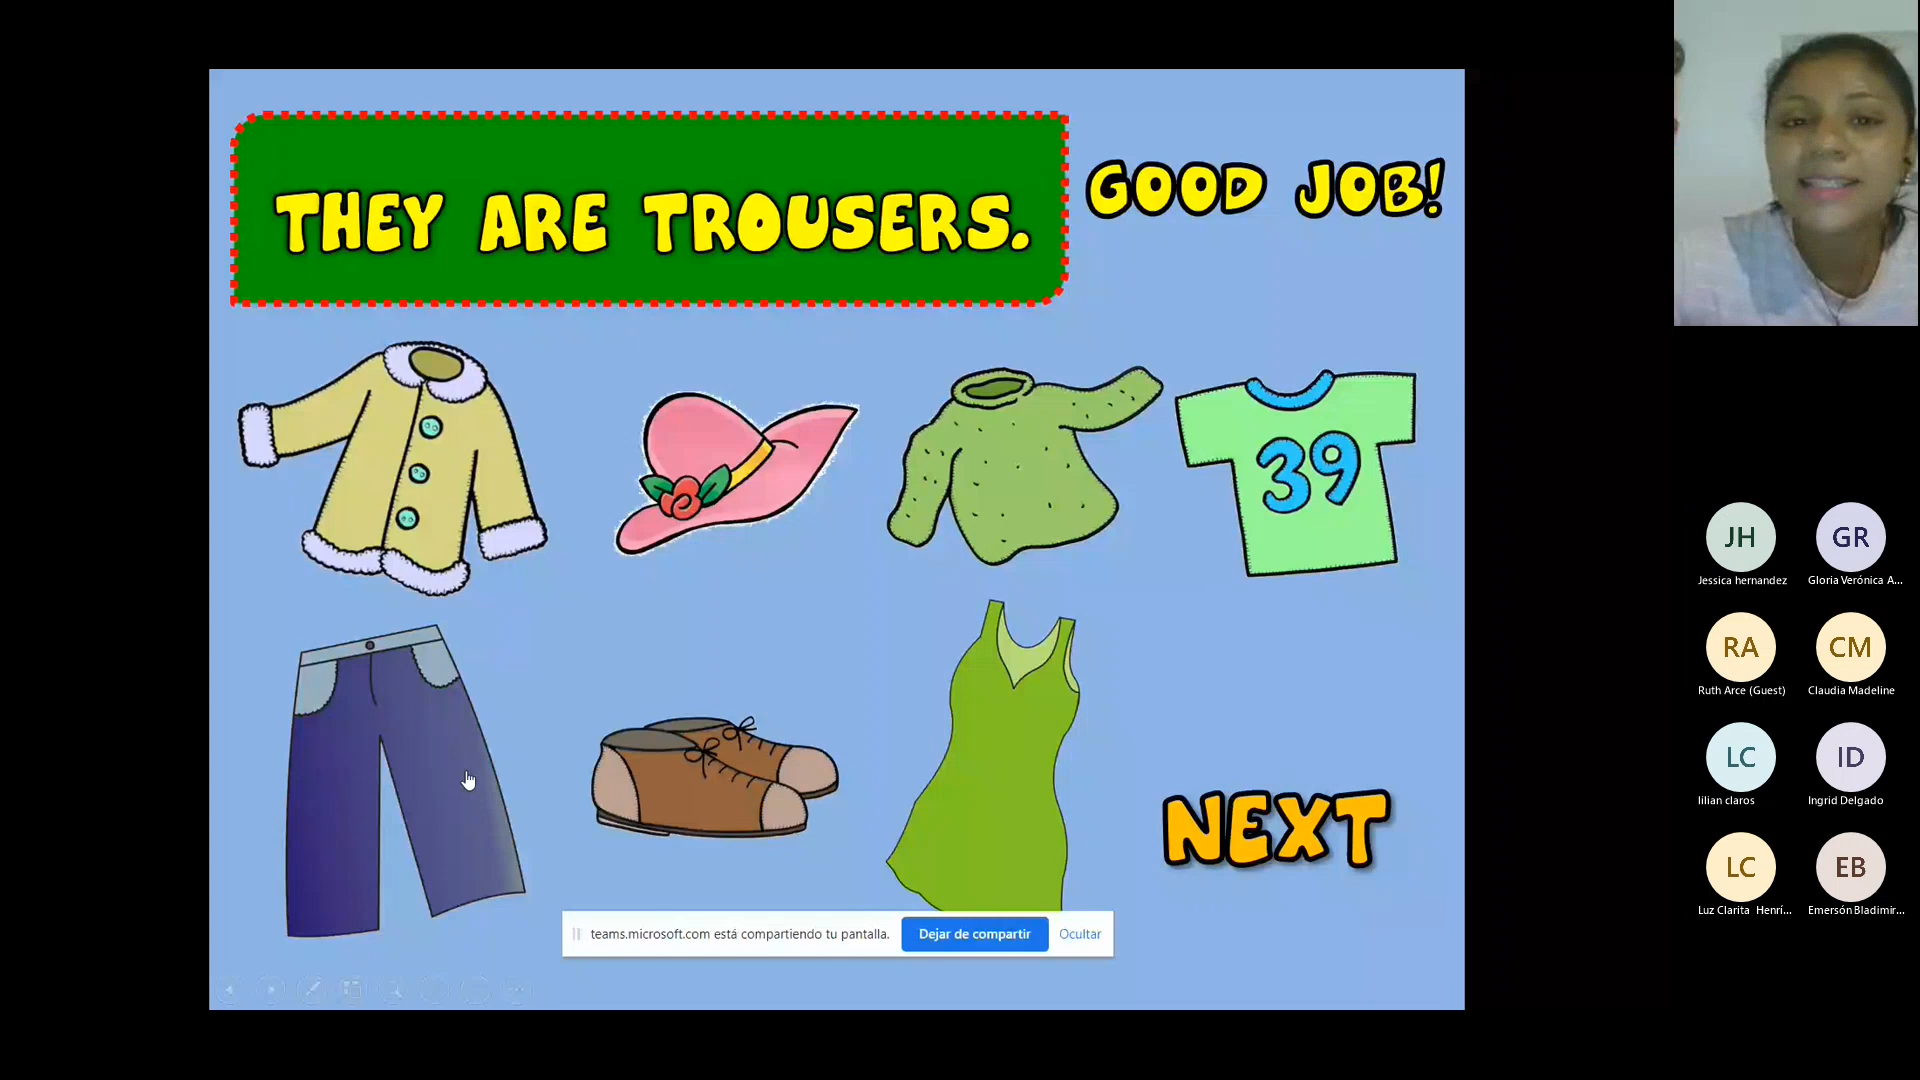 THEY ARE TROUSERS.
GOOD JOB!
39
NEXT
teams.microsoft.com está compartiendo tu pantalla.
Dejar de compartir
Ocultar
JH
GR
Jessica hernandez
Gloria Verónica A...
RA
CM
Ruth Arce (Guest)
Claudia Madeline
LC
ID
lilian claros
Ingrid Delgado
LC
EB
Luz Clarita Henrí...
Emersón Bladimir...